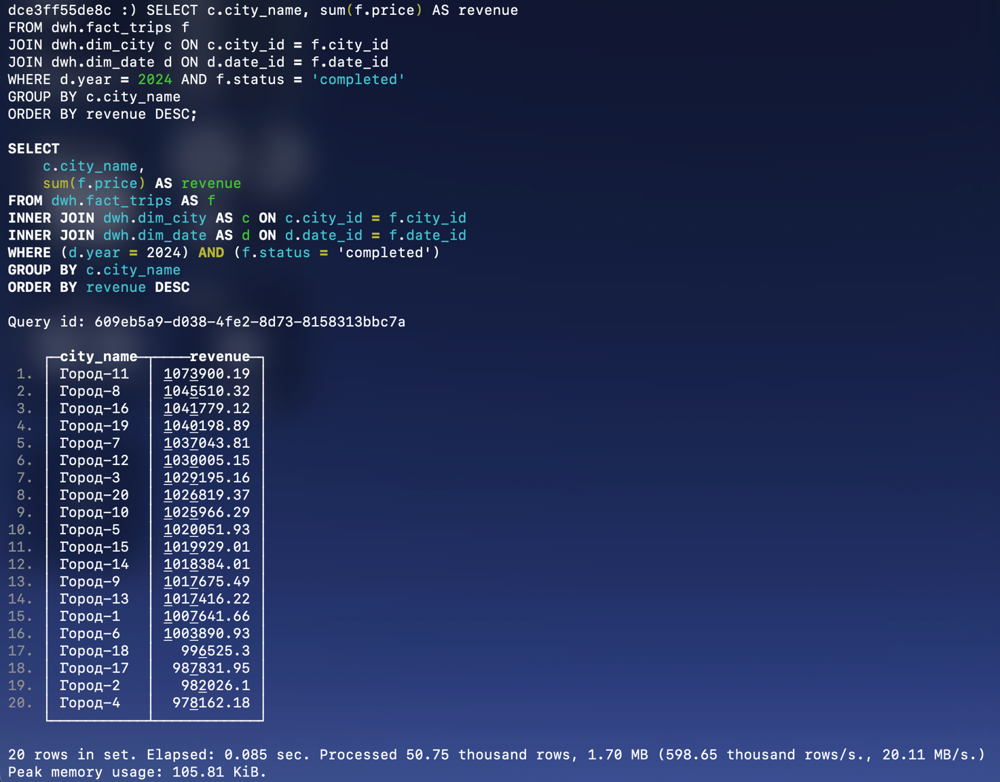 dce3ff55de8c :) SELECT c.city_name, sum(f.price) AS revenue
FROM dwh.fact_trips f
JOIN dwh.dim_city c ON c.city_id = f.city_id
JOIN dwh.dim_date d ON d.date_id = f.date_id
WHERE d.year = 2024 AND f.status = 'completed'
GROUP BY c.city_name
ORDER BY revenue DESC;
SELECT
c.city_name,
sum(f.price) AS revenue
FROM dwh.fact_trips AS f
INNER JOIN dwh.dim_city AS c ON c.city_id = f.city_id
INNER JOIN dwh.dim_date AS d ON d.date_id = f.date_id
WHERE (d.year = 2024) AND (f.status = 'completed')
GROUP BY c.city_name
ORDER BY revenue DESC
Query id: 609eb5a9-d038-4fe2-8d73-8158313bbc7a
city_name revenue
1. Город-11 1073900.19
2. Город-8 1045510.32
3. Город-16 1041779.12
4. Город-19 1040198.89
5. Город-7 1037043.81
6. Город-12 1030005.15
7. Город-3 1029195.16
8. Город-20 1026819.37
9. Город-10 1025966.29
10. Город-5 1020051.93
11. Город-15 1019929.01
12. Город-14 1018384.01
13. Город-9 1017675.49
14. Город-13 1017416.22
15. Город-1 1007641.66
16. Город-6 1003890.93
17. Город-18 996525.3
18. Город-17 987831.95
19. Город-2 982026.1
20. Город-4 978162.18
20 rows in set. Elapsed: 0.085 sec. Processed 50.75 thousand rows, 1.70 MB (598.65 thousand rows/s., 20.11 MB/s.)
Peak memory usage: 105.81 KiB.